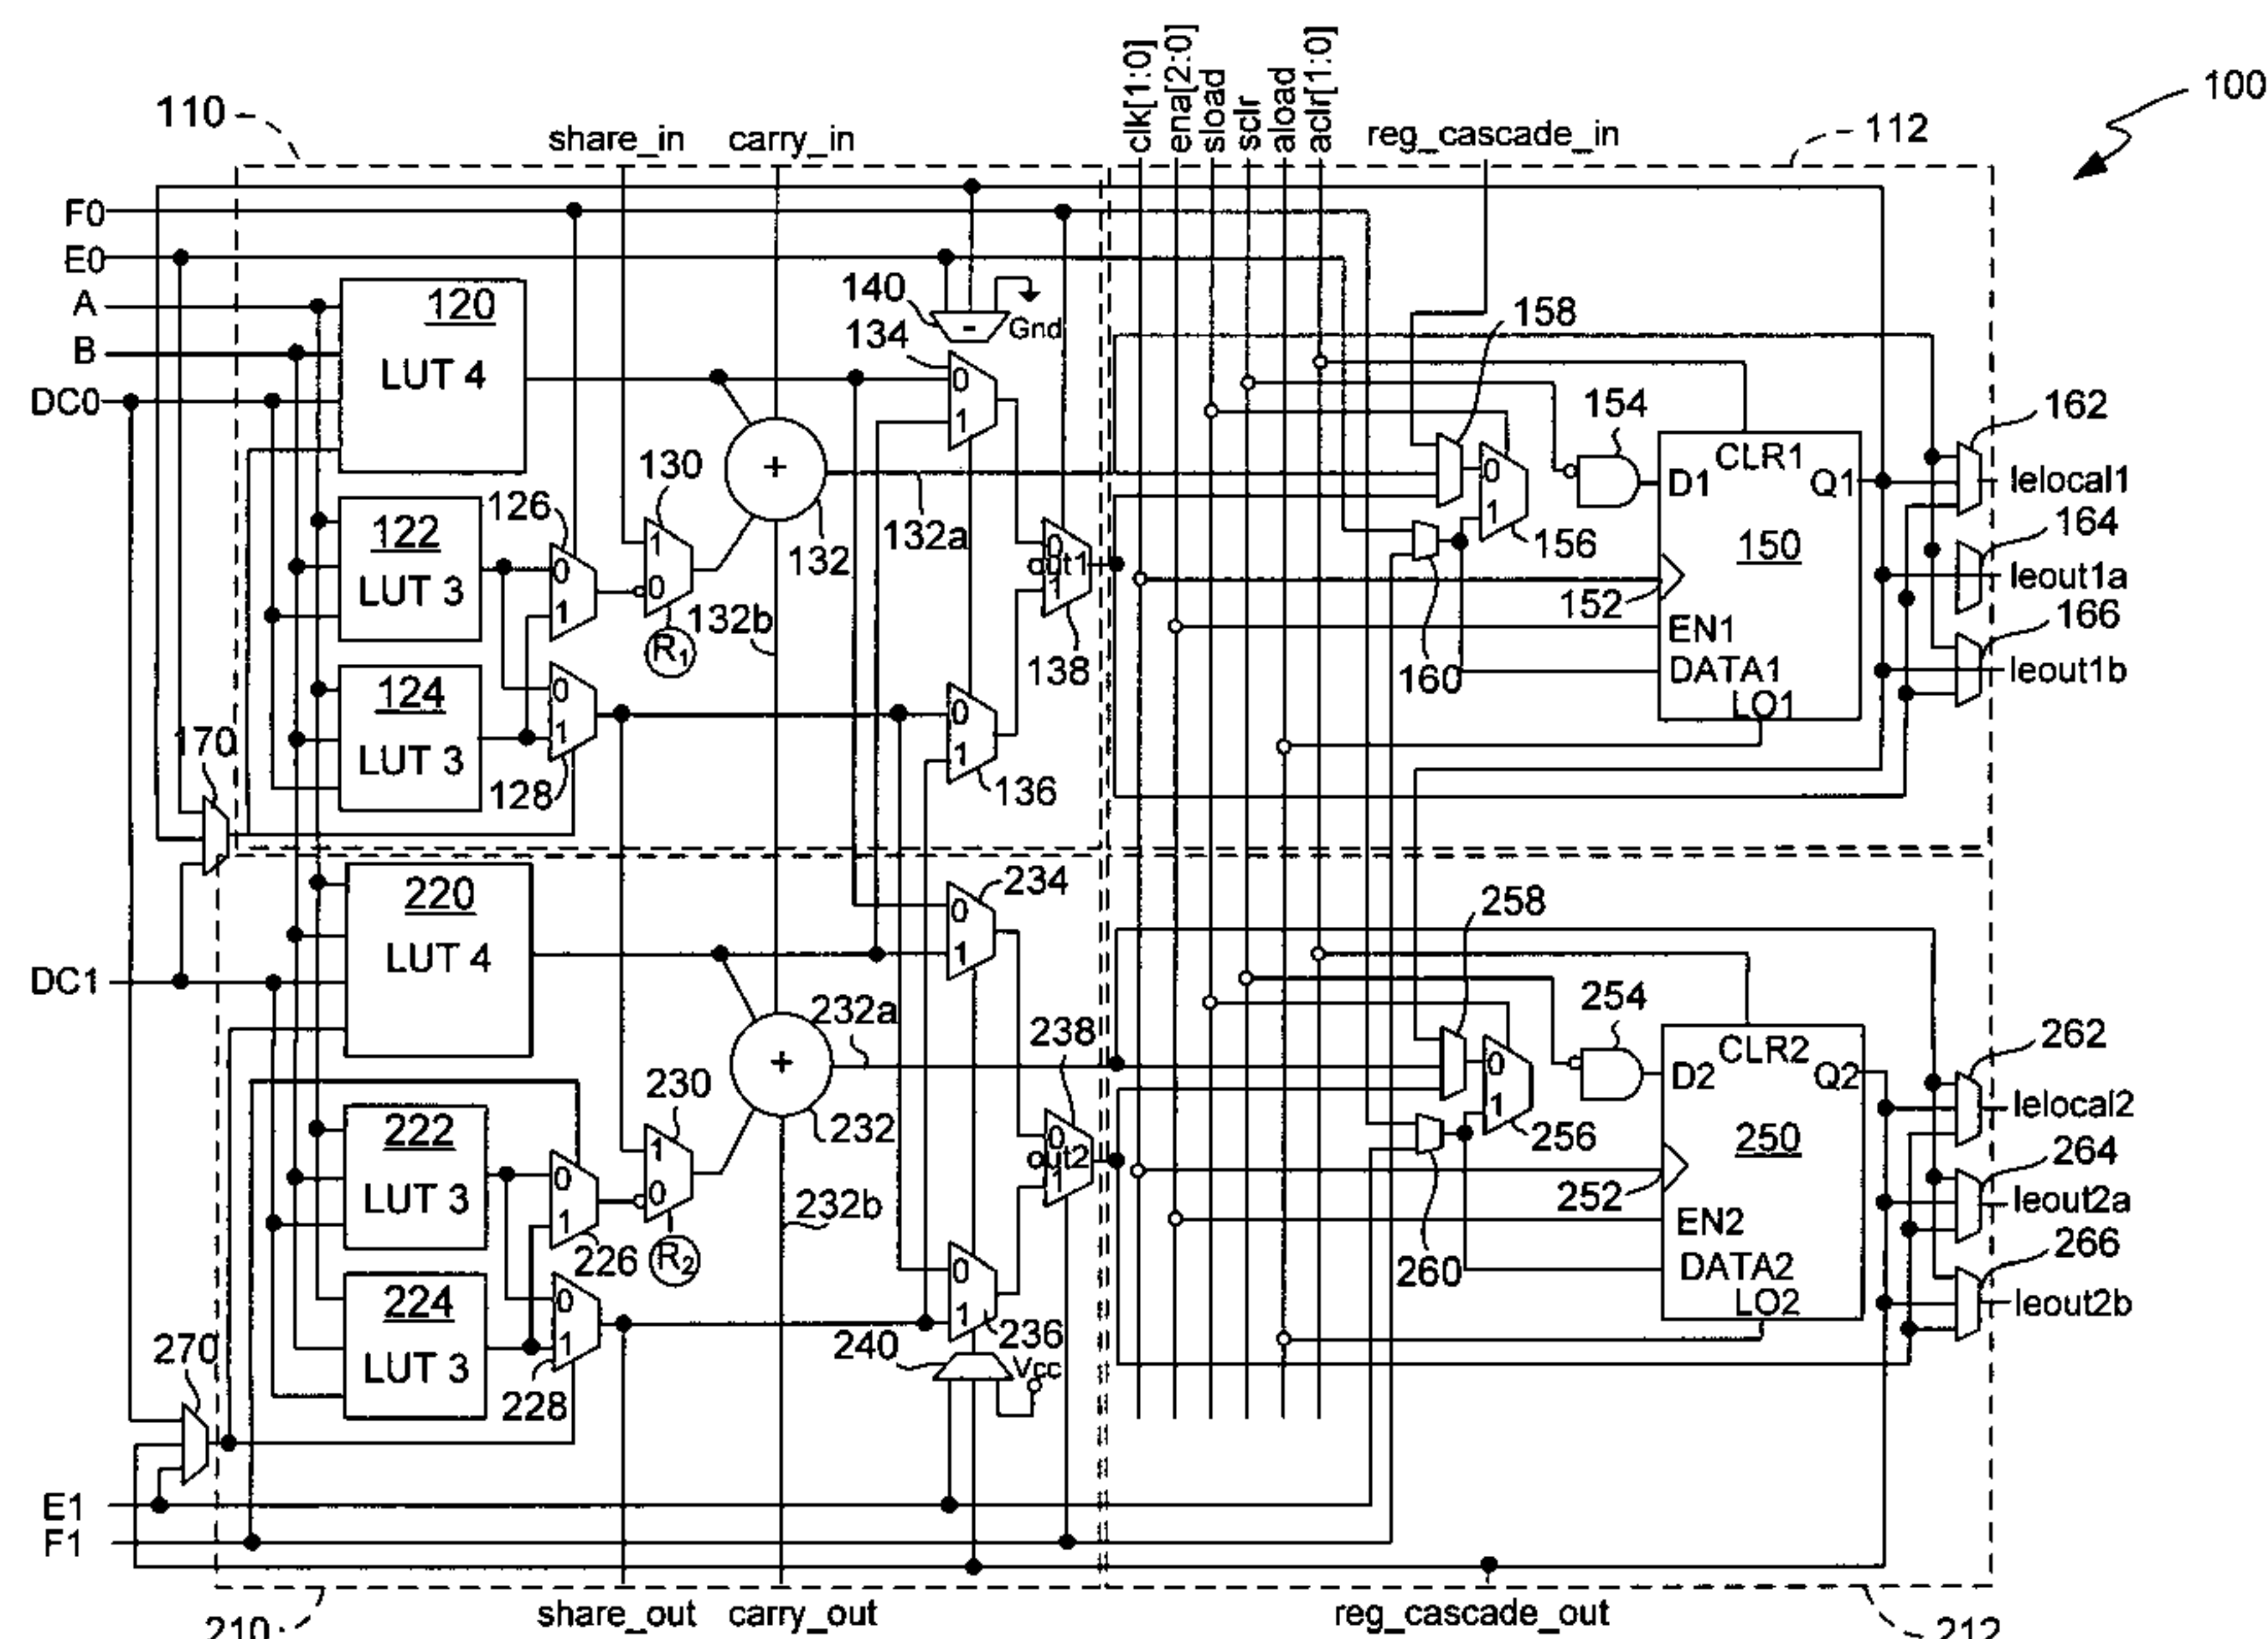 clk[1:0]
ena[2:0]
sload
sclr
aload
aclr[1:0]
100
110
share_in carry_in
reg_cascade_in
112
F0
E0
A
B
DC0
120
LUT 4
140
Gnd
134
0
1
158
154
162
lelocal1
164
leout1a
166
leout1b
122
LUT 3
126
0
1
130
1
0
R1
+
132
132a
132b
0
out1
1
138
0
1
156
160
D1
CLR1
Q1
150
152
EN1
DATA1
LO1
124
LUT 3
0
1
128
0
1
136
170
220
LUT 4
DC1
234
0
1
258
254
232a
238
262
lelocal2
264
leout2a
266
leout2b
222
LUT 3
0
1
226
230
1
0
R2
+
232
232b
0
out2
1
0
1
256
260
D2
CLR2
Q2
250
252
EN2
DATA2
LO2
224
LUT 3
0
1
228
0
1
236
240
Vcc
270
E1
F1
210
share_out carry_out
reg_cascade_out
212